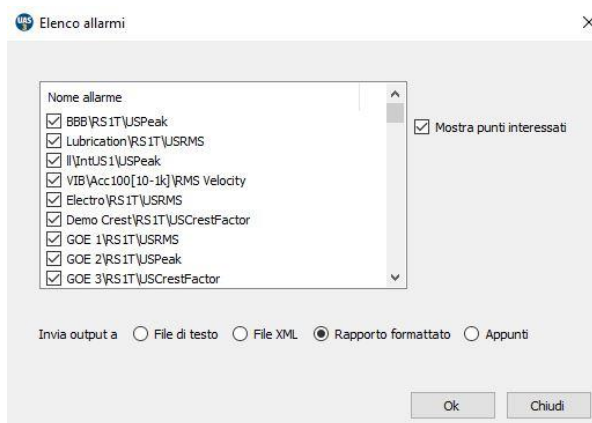 UAS
Elenco allarmi
Nome allarme
BBB\RS1T\USPeak
Lubrication\RS1T\USRMS
ll\IntUS1\USPeak
VIB\Acc100[10-1k]\RMS Velocity
Electro\RS1T\USRMS
Demo Crest\RS1T\USCrestFactor
GOE 1\RS1T\USRMS
GOE 2\RS1T\USPeak
GOE 3\RS1T\USCrestFactor
Mostra punti interessati
Invia output a File di testo File XML Rapporto formattato Appunti
Ok Chiudi